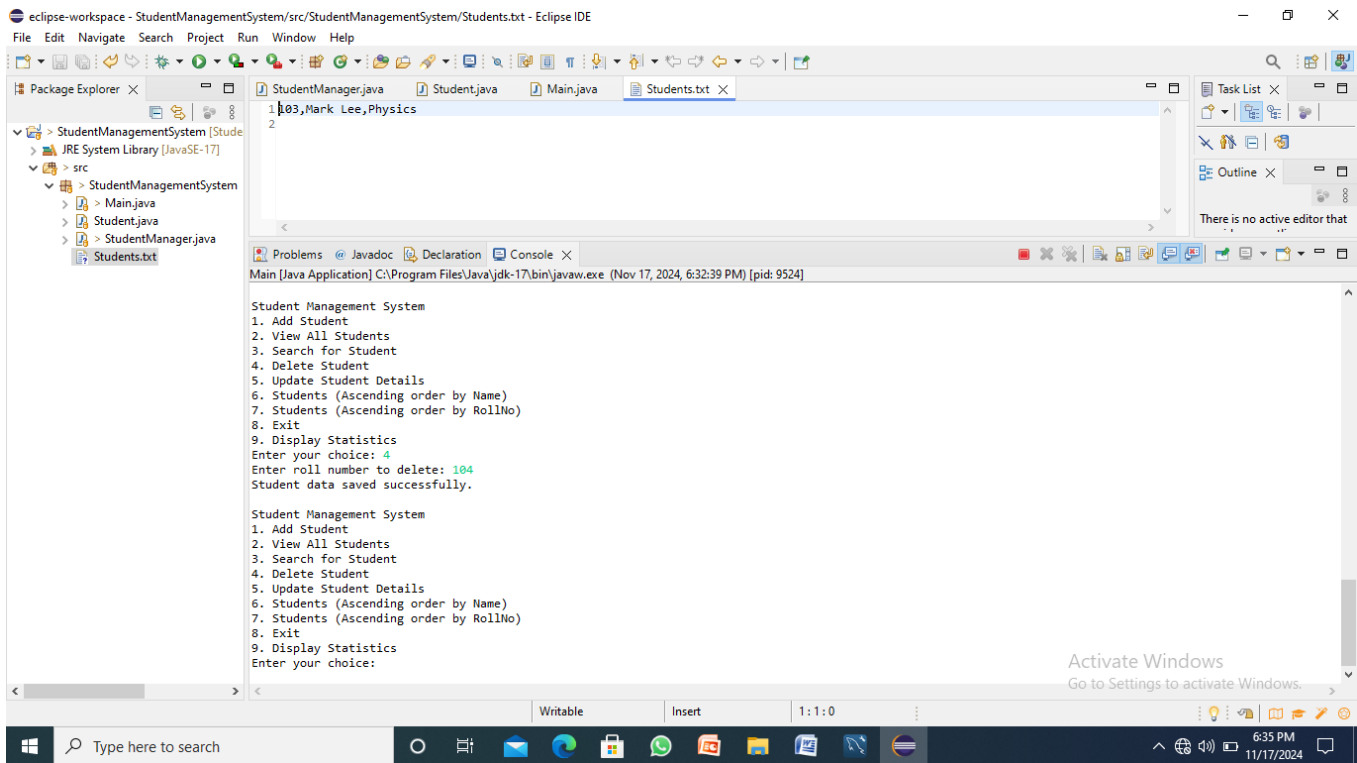 eclipse-workspace - StudentManagementSystem/src/StudentManagementSystem/Students.txt - Eclipse IDE
File Edit Navigate Search Project Run Window Help
Package Explorer
StudentManagementSystem [Stude
JRE System Library [JavaSE-17]
> src
> StudentManagementSystem
> Main.java
Student.java
> StudentManager.java
Students.txt
StudentManager.java Student.java Main.java Students.txt
1 103,Mark Lee,Physics
2
Task List
Outline
There is no active editor that
Problems @ Javadoc Declaration Console
Main [Java Application] C:\Program Files\Java\jdk-17\bin\javaw.exe (Nov 17, 2024, 6:32:39 PM) [pid: 9524]
Student Management System
1. Add Student
2. View All Students
3. Search for Student
4. Delete Student
5. Update Student Details
6. Students (Ascending order by Name)
7. Students (Ascending order by RollNo)
8. Exit
9. Display Statistics
Enter your choice: 4
Enter roll number to delete: 104
Student data saved successfully.
Student Management System
1. Add Student
2. View All Students
3. Search for Student
4. Delete Student
5. Update Student Details
6. Students (Ascending order by Name)
7. Students (Ascending order by RollNo)
8. Exit
9. Display Statistics
Enter your choice:
Activate Windows
Go to Settings to activate Windows.
Writable Insert 1:1:0
Type here to search
6:35 PM
11/17/2024